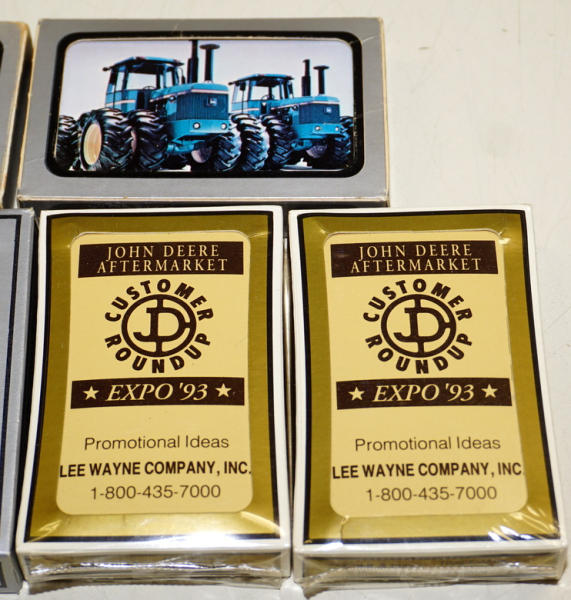 JOHN DEERE
AFTERMARKET
CUSTOMER
JD
ROUNDUP
★ EXPO '93 ★
Promotional Ideas
LEE WAYNE COMPANY, INC.
1-800-435-7000
JOHN DEERE
AFTERMARKET
CUSTOMER
JD
ROUNDUP
★ EXPO '93 ★
Promotional Ideas
LEE WAYNE COMPANY, INC
1-800-435-7000